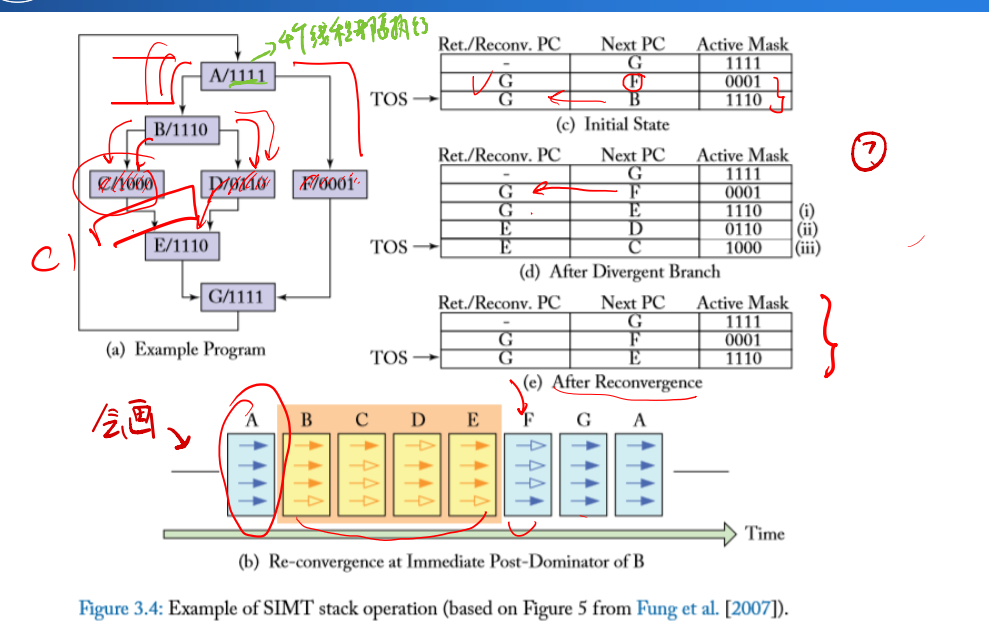 4个线程开始执行
A/1111
B/1110
C/1000
D/0110
F/0001
E/1110
G/1111
C
(a) Example Program
Ret./Reconv. PC Next PC Active Mask
- G 1111
G F 0001
TOS G B 1110
(c) Initial State
?
Ret./Reconv. PC Next PC Active Mask
- G 1111
G F 0001
G E 1110 (i)
E D 0110 (ii)
TOS E C 1000 (iii)
(d) After Divergent Branch
Ret./Reconv. PC Next PC Active Mask
- G 1111
G F 0001
TOS G E 1110
(e) After Reconvergence
会画
A B C D E F G A
Time
(b) Re-convergence at Immediate Post-Dominator of B
Figure 3.4: Example of SIMT stack operation (based on Figure 5 from Fung et al. [2007]).